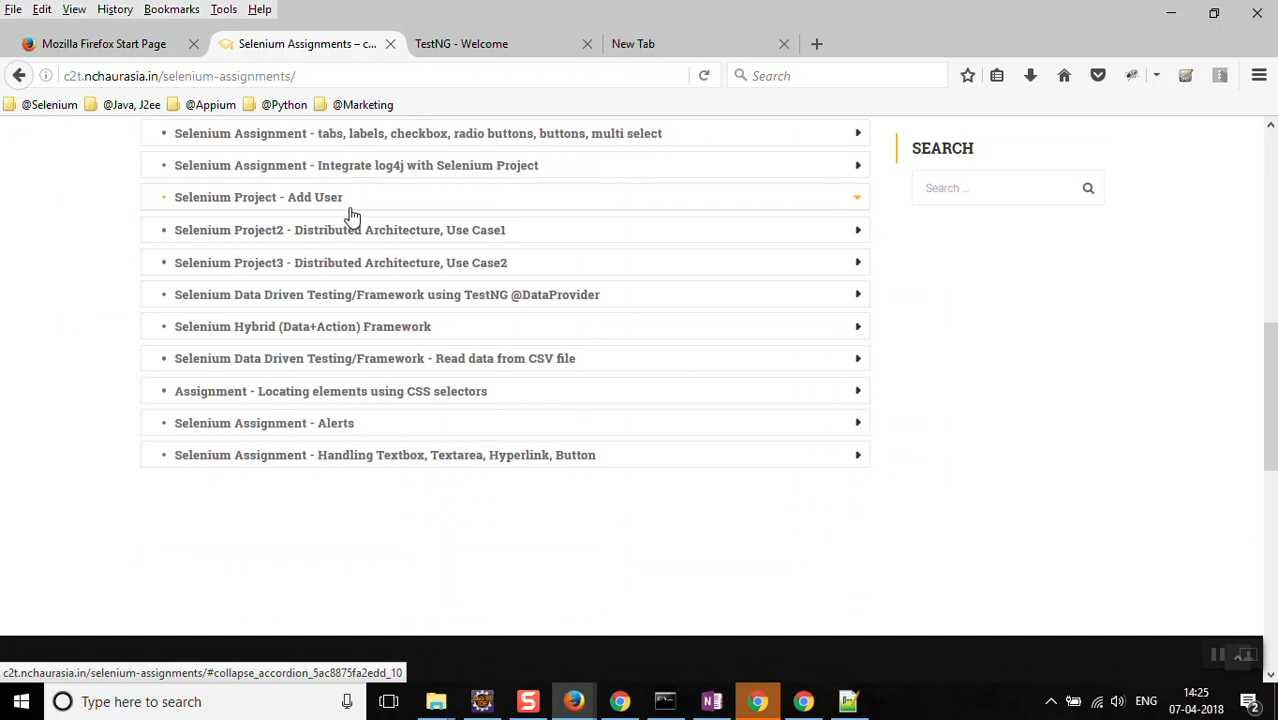 File Edit View History Bookmarks Tools Help
Mozilla Firefox Start Page Selenium Assignments – c... TestNG - Welcome New Tab
c2t.nchaurasia.in/selenium-assignments/ Search
@Selenium @Java, J2ee @Appium @Python @Marketing
Selenium Assignment - tabs, labels, checkbox, radio buttons, buttons, multi select
Selenium Assignment - Integrate log4j with Selenium Project
Selenium Project - Add User
Selenium Project2 - Distributed Architecture, Use Case1
Selenium Project3 - Distributed Architecture, Use Case2
Selenium Data Driven Testing/Framework using TestNG @DataProvider
Selenium Hybrid (Data+Action) Framework
Selenium Data Driven Testing/Framework - Read data from CSV file
Assignment - Locating elements using CSS selectors
Selenium Assignment - Alerts
Selenium Assignment - Handling Textbox, Textarea, Hyperlink, Button
SEARCH
Search ...
c2t.nchaurasia.in/selenium-assignments/#collapse_accordion_5ac8875fa2edd_10
Type here to search
ENG
14:25
07-04-2018
2